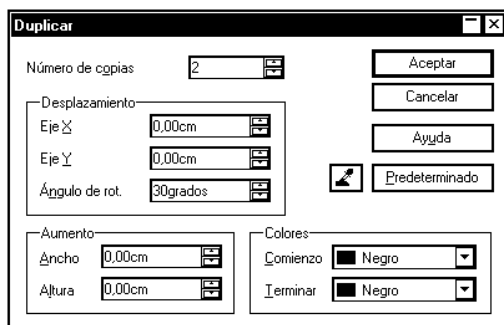 Duplicar
Número de copias 2
Desplazamiento
Eje X 0,00cm
Eje Y 0,00cm
Ángulo de rot. 30grados
Aceptar
Cancelar
Ayuda
Predeterminado
Aumento
Ancho 0,00cm
Altura 0,00cm
Colores
Comienzo Negro
Terminar Negro